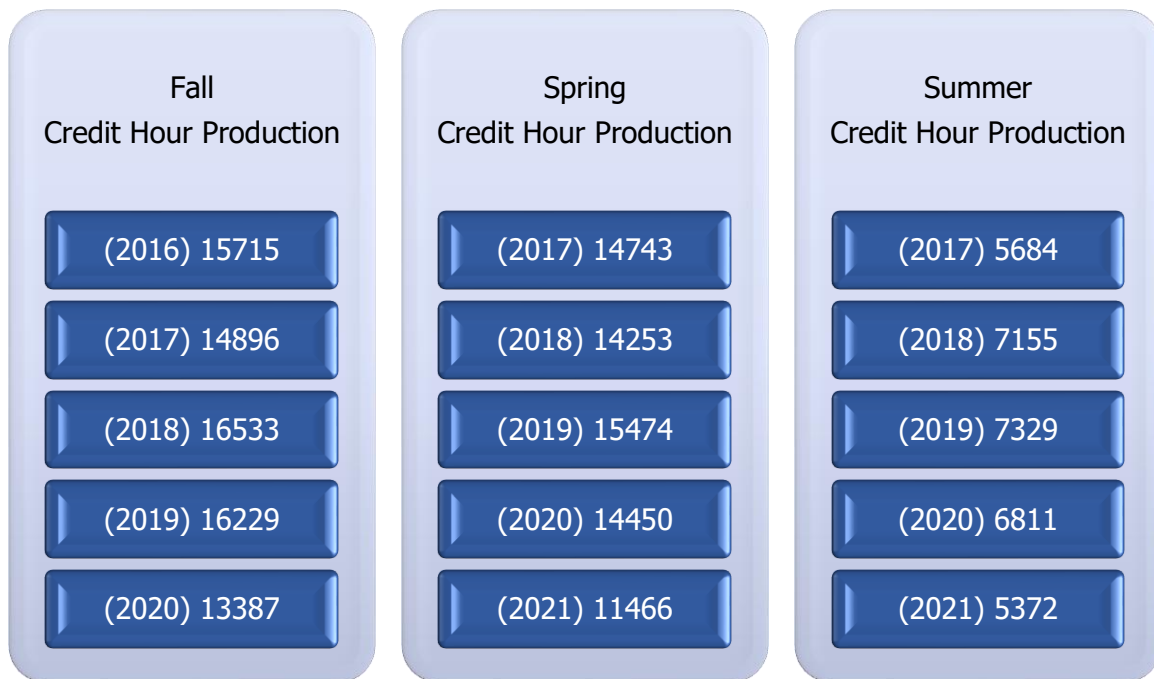 Fall
Credit Hour Production
(2016) 15715
(2017) 14896
(2018) 16533
(2019) 16229
(2020) 13387
Spring
Credit Hour Production
(2017) 14743
(2018) 14253
(2019) 15474
(2020) 14450
(2021) 11466
Summer
Credit Hour Production
(2017) 5684
(2018) 7155
(2019) 7329
(2020) 6811
(2021) 5372